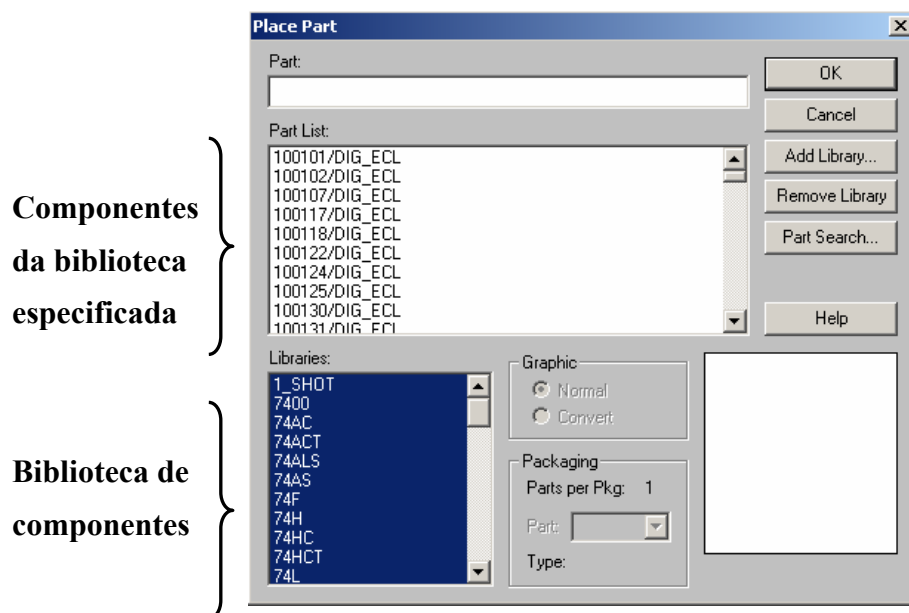 Place Part
Part:
OK
Cancel
Part List:
Add Library...
Remove Library
Part Search...
Help
100101/DIG_ECL
100102/DIG_ECL
100107/DIG_ECL
100117/DIG_ECL
100118/DIG_ECL
100122/DIG_ECL
100124/DIG_ECL
100125/DIG_ECL
100130/DIG_ECL
100131/DIG_ECL
Componentes
da biblioteca
especificada
Libraries:
1_SHOT
7400
74AC
74ACT
74ALS
74AS
74F
74H
74HC
74HCT
74L
Biblioteca de
componentes
Graphic
Normal
Convert
Packaging
Parts per Pkg: 1
Part:
Type: